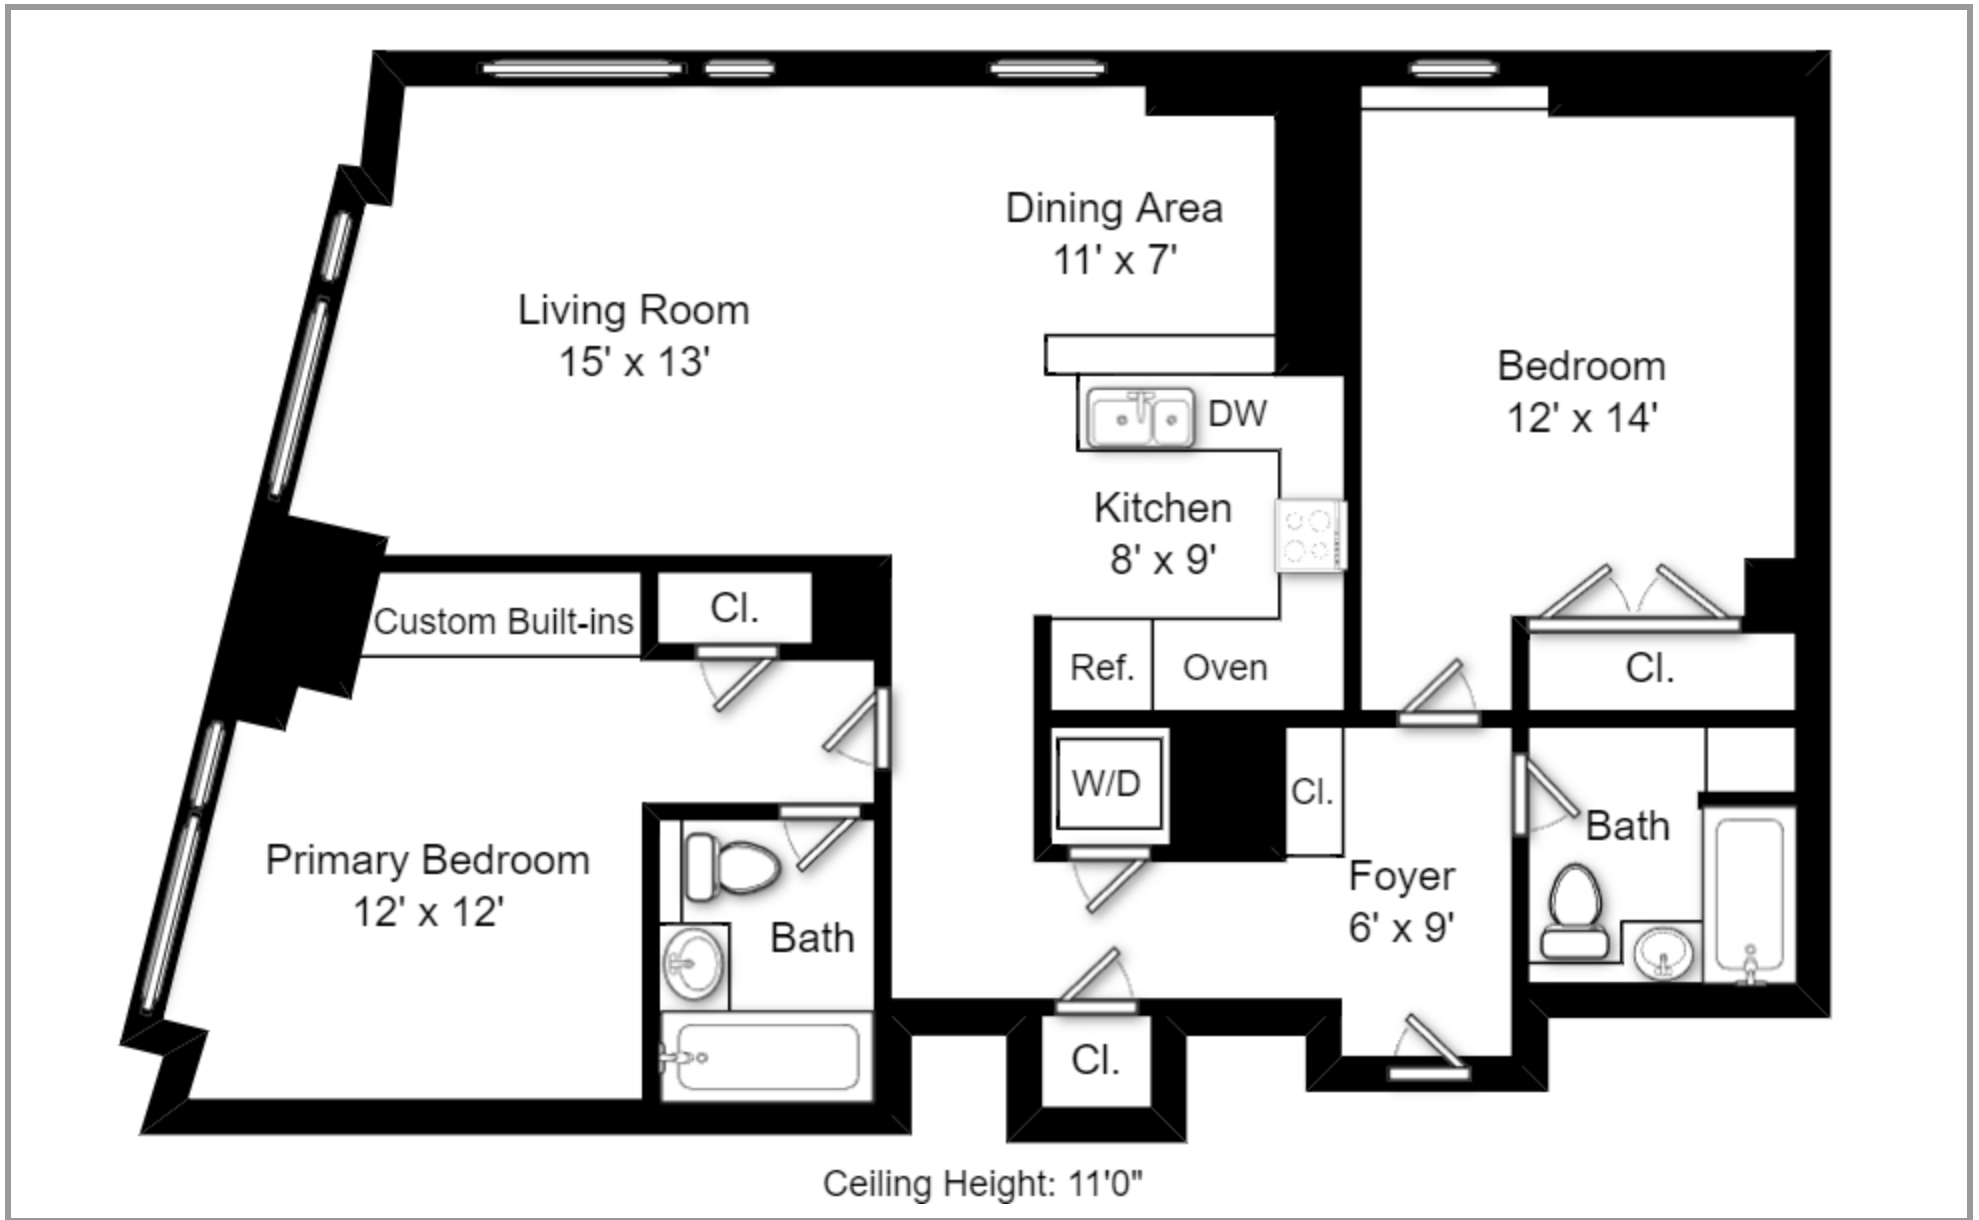 Dining Area
11' x 7'
Living Room
15' x 13'
Bedroom
12' x 14'
DW
Kitchen
8' x 9'
Custom Built-ins
Cl.
Ref.
Oven
Cl.
W/D
Cl.
Bath
Primary Bedroom
12' x 12'
Foyer
6' x 9'
Bath
Cl.
Ceiling Height: 11'0"